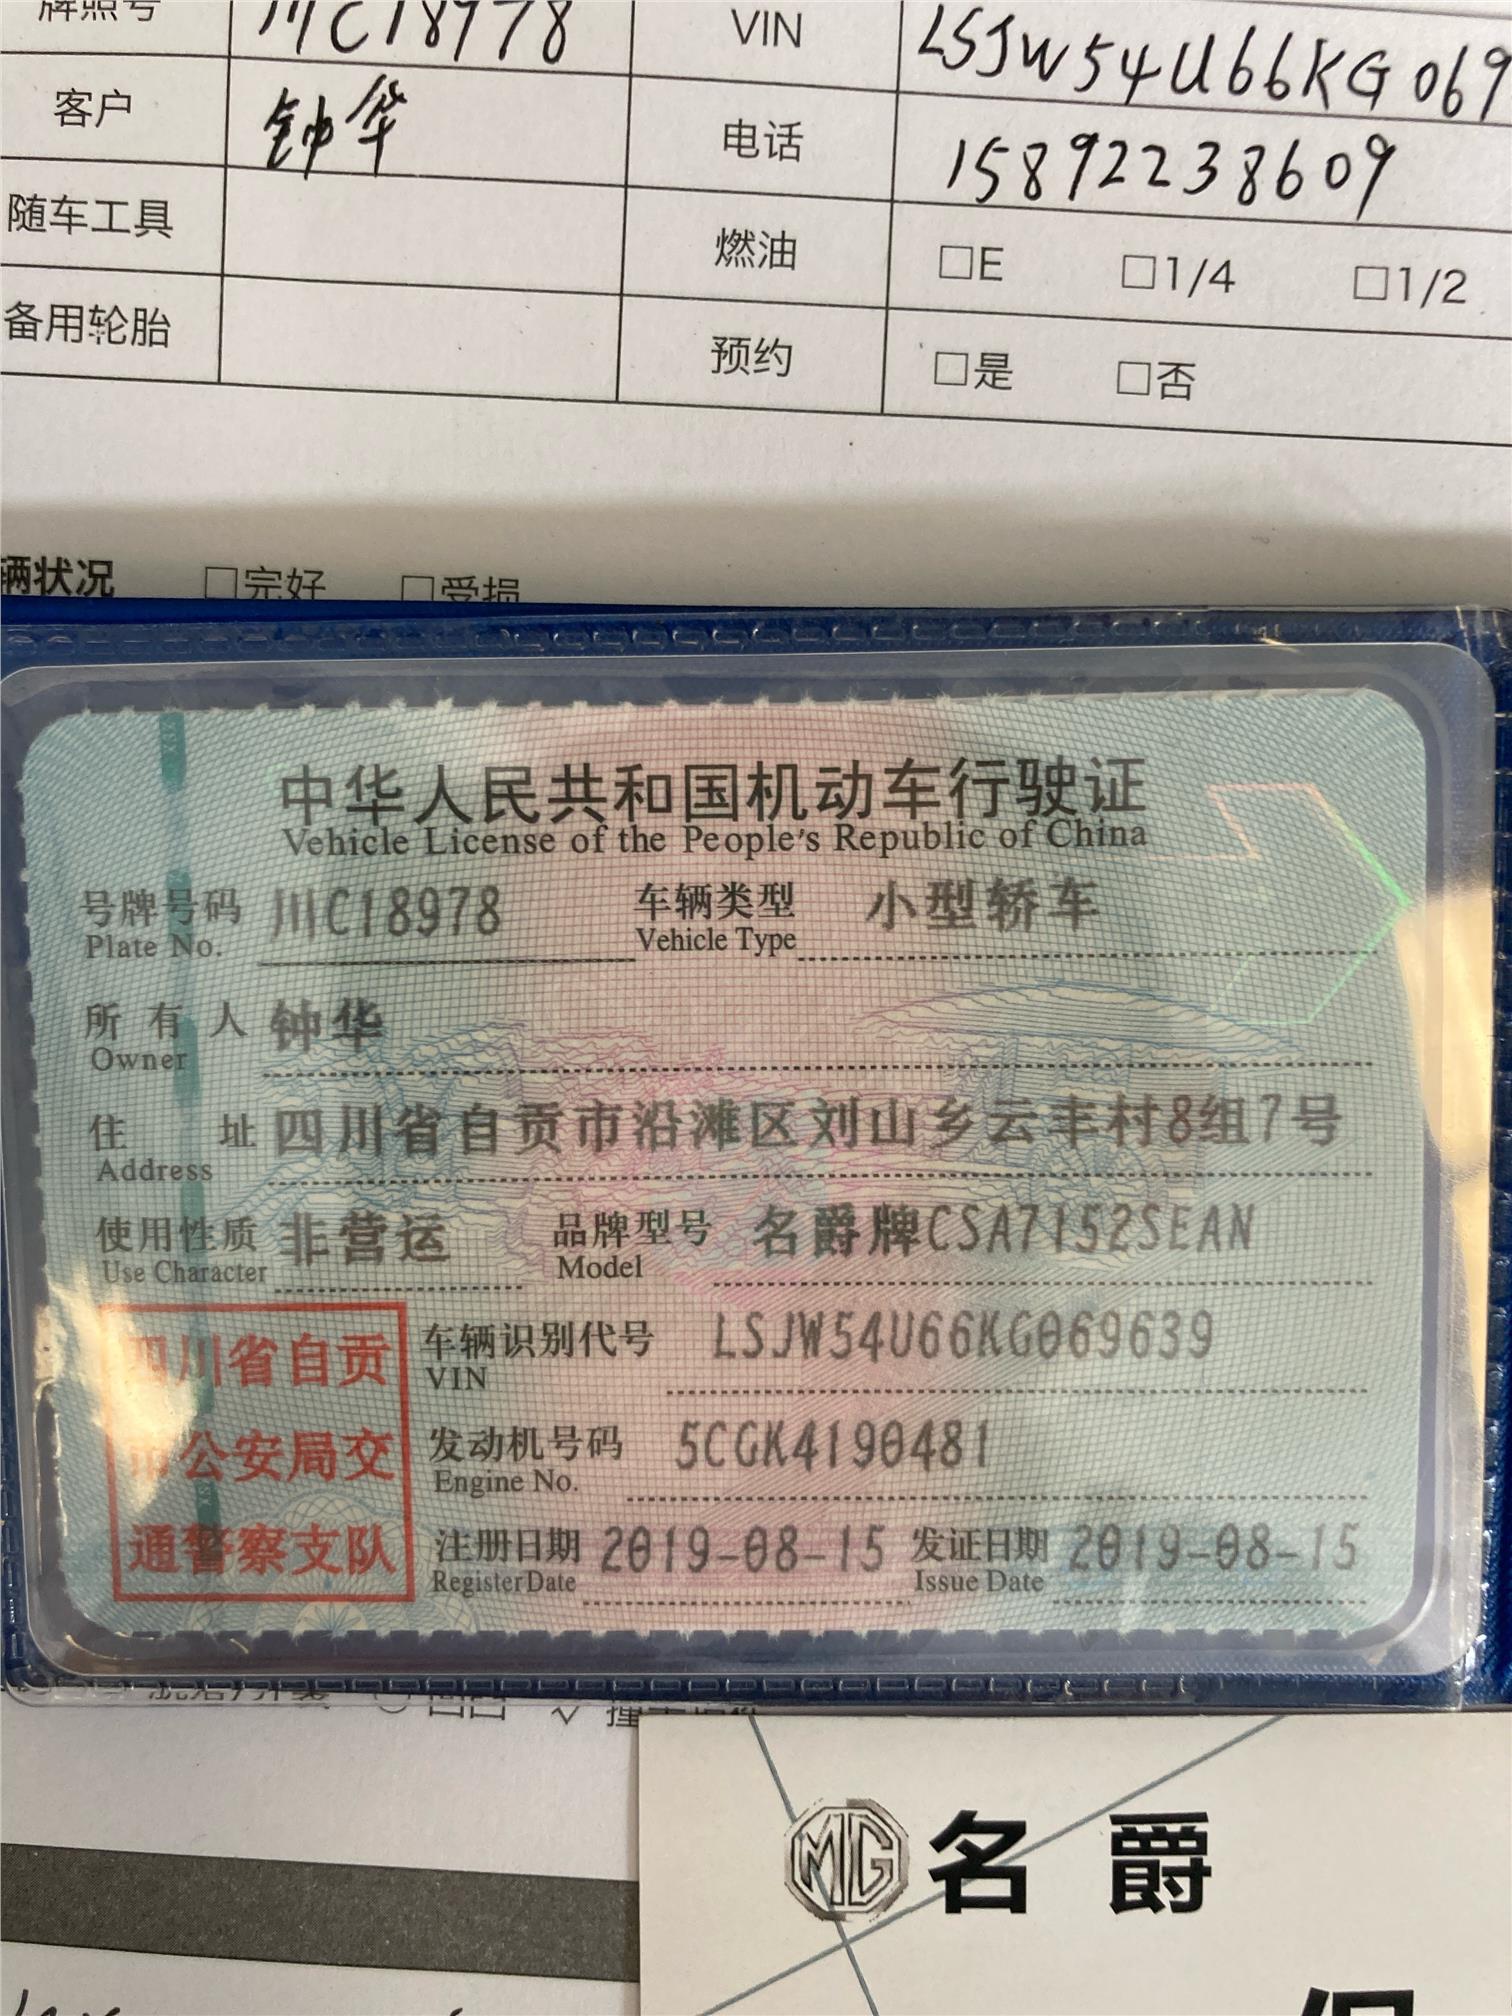 牌照号 川C18978 VIN LSJW54U66KG069
客户 钟华 电话 15892238609
随车工具 燃油 □E □1/4 □1/2
备用轮胎 预约 □是 □否
辆状况 □完好 □受损
中华人民共和国机动车行驶证
Vehicle License of the People's Republic of China
号牌号码 川C18978 车辆类型 小型轿车
Plate No. Vehicle Type
所有人 钟华
Owner
住址 四川省自贡市沿滩区刘山乡云丰村8组7号
Address
使用性质 非营运 品牌型号 名爵牌CSA7152SEAN
Use Character Model
四川省自贡
市公安局交
通警察支队
车辆识别代号 LSJW54U66KG069639
VIN
发动机号码 5CGK4190481
Engine No.
注册日期 2019-08-15 发证日期 2019-08-15
Register Date Issue Date
MG 名爵